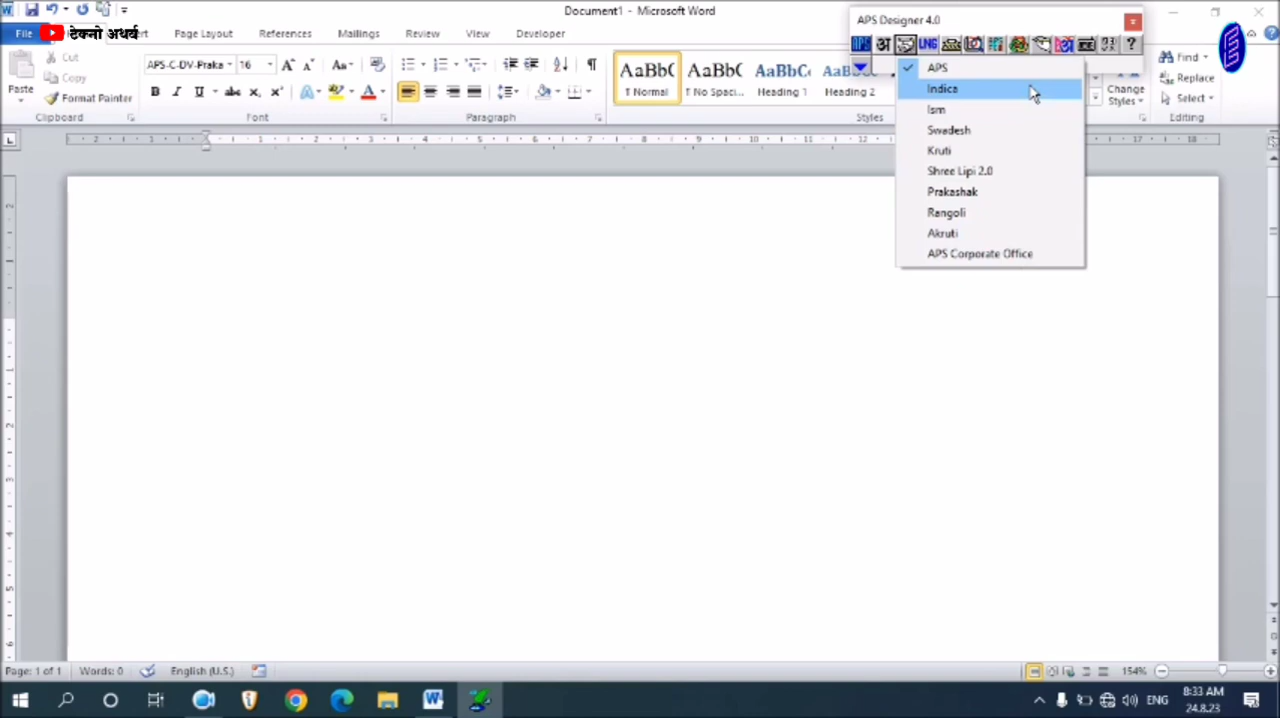 Document1 - Microsoft Word
APS Designer 4.0
File
टेक्नो अथर्य
Page Layout
References
Mailings
Review
View
Developer
LNG
?
Cut
Copy
Paste
Format Painter
Clipboard
APS-C-DV-Praka
16
Font
Paragraph
AaBbC
¶ Normal
AaBbC
¶ No Spaci...
AaBbC
Heading 1
Heading 2
Styles
Change
Styles
Find
Replace
Select
Editing
APS
Indica
Ism
Swadesh
Kruti
Shree Lipi 2.0
Prakashak
Rangoli
Akruti
APS Corporate Office
Page: 1 of 1
Words: 0
English (U.S.)
154%
ENG
8:33 AM
24.8.23